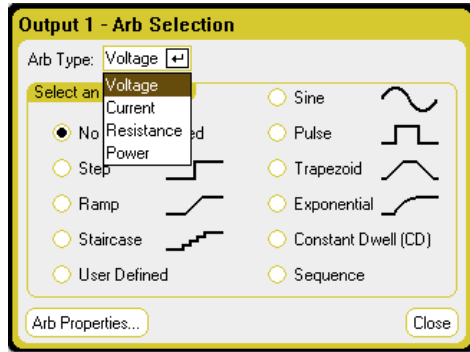 Output 1 - Arb Selection
Arb Type: Voltage
Voltage
Current
Resistance
Power
Select an
No
Step
Ramp
Staircase
User Defined
Sine
Pulse
Trapezoid
Exponential
Constant Dwell (CD)
Sequence
Arb Properties...
Close